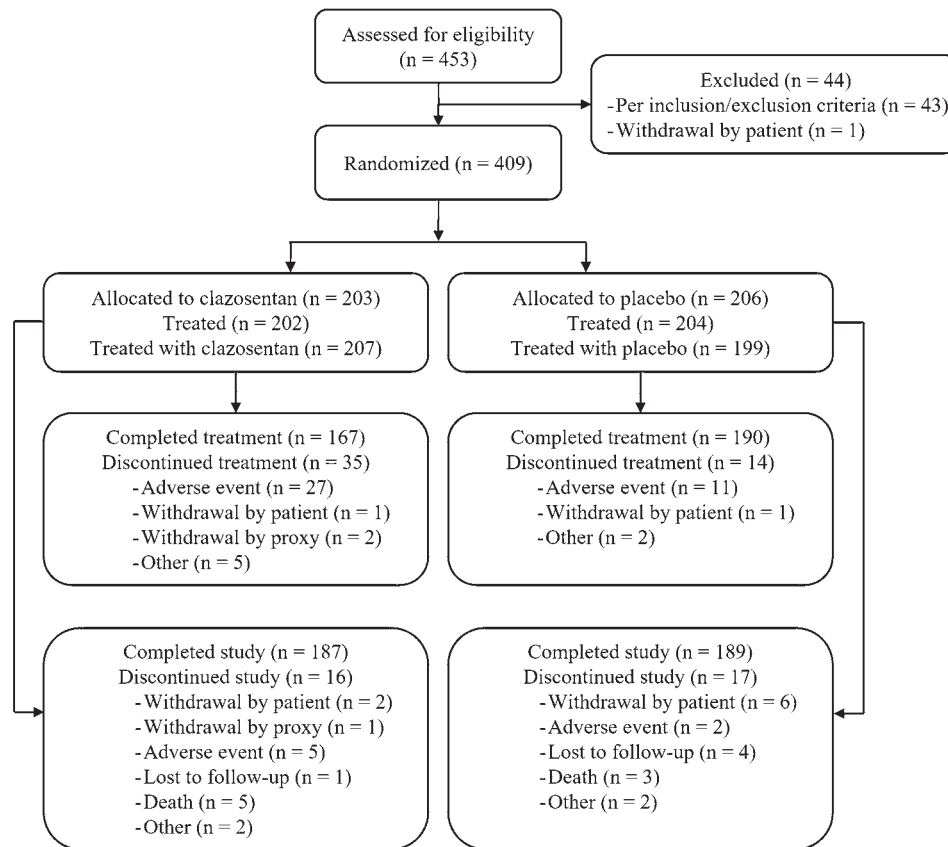 Assessed for eligibility
(n = 453)
Excluded (n = 44)
-Per inclusion/exclusion criteria (n = 43)
-Withdrawal by patient (n = 1)
Randomized (n = 409)
Allocated to clazosentan (n = 203)
Treated (n = 202)
Treated with clazosentan (n = 207)
Allocated to placebo (n = 206)
Treated (n = 204)
Treated with placebo (n = 199)
Completed treatment (n = 167)
Discontinued treatment (n = 35)
-Adverse event (n = 27)
-Withdrawal by patient (n = 1)
-Withdrawal by proxy (n = 2)
-Other (n = 5)
Completed treatment (n = 190)
Discontinued treatment (n = 14)
-Adverse event (n = 11)
-Withdrawal by patient (n = 1)
-Other (n = 2)
Completed study (n = 187)
Discontinued study (n = 16)
-Withdrawal by patient (n = 2)
-Withdrawal by proxy (n = 1)
-Adverse event (n = 5)
-Lost to follow-up (n = 1)
-Death (n = 5)
-Other (n = 2)
Completed study (n = 189)
Discontinued study (n = 17)
-Withdrawal by patient (n = 6)
-Adverse event (n = 2)
-Lost to follow-up (n = 4)
-Death (n = 3)
-Other (n = 2)